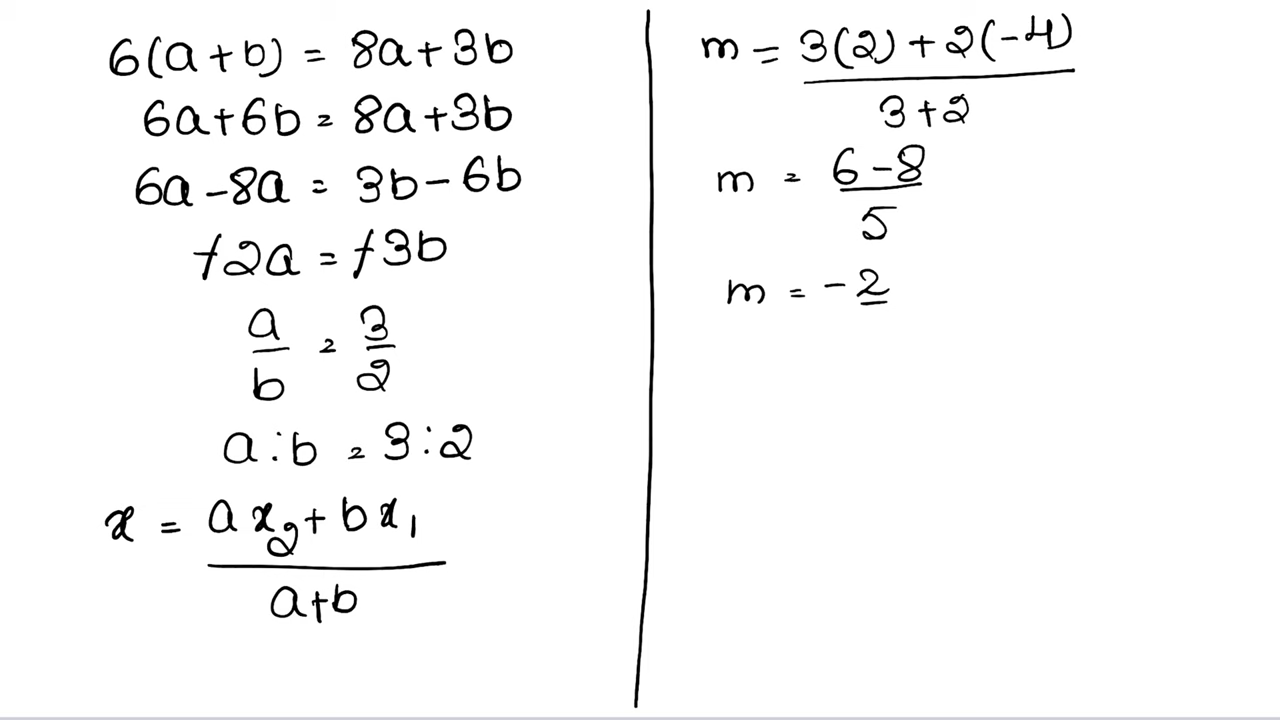 6(a+b) = 8a+3b
6a+6b = 8a+3b
6a-8a = 3b-6b
-2a = -3b
a/b = 3/2
a:b = 3:2
x = (ax₂+bx₁)/(a+b)
m = (3(2)+2(-4))/(3+2)
m = (6-8)/5
m = -2